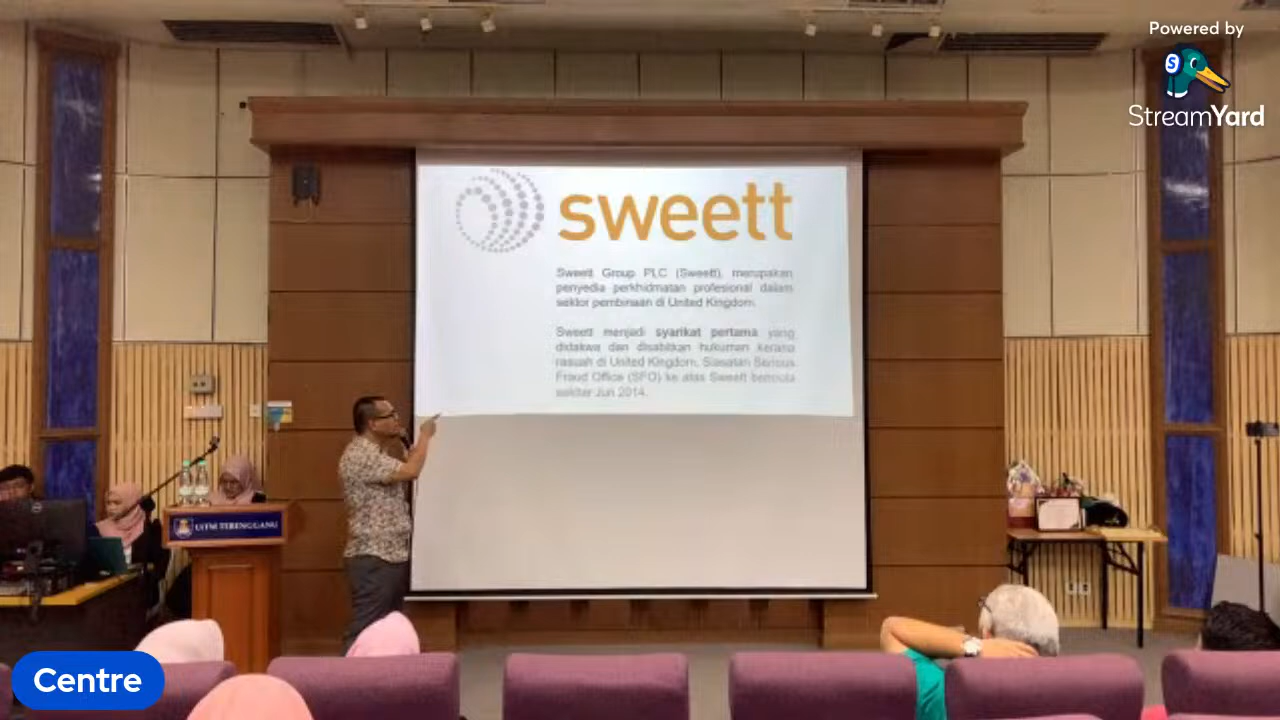 Powered by
StreamYard
sweett
Sweett Group PLC (Sweett), merupakan
penyedia perkhidmatan profesional dalam
sektor pembinaan di United Kingdom.
Sweett menjadi syarikat pertama yang
didakwa dan disabitkan hukuman kerana
rasuah di United Kingdom. Siasatan Serious
Fraud Office (SFO) ke atas Sweett bermula
sekitar Jun 2014.
UiTM TERENGGANU
Centre